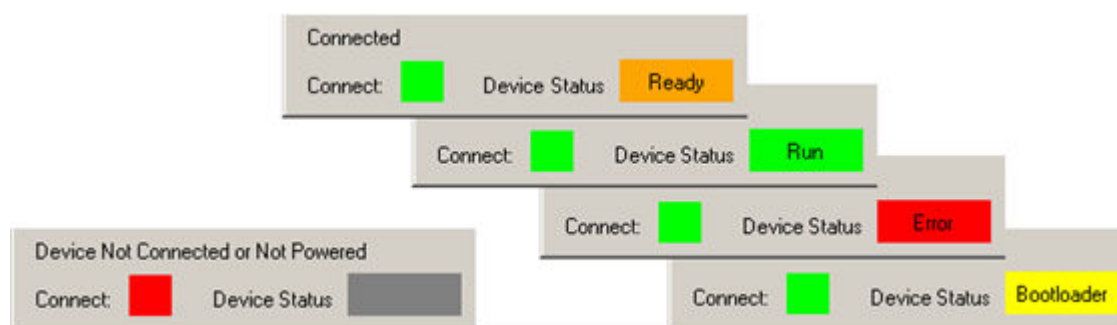 Connected
Connect: Device Status Ready
Connect: Device Status Run
Connect: Device Status Error
Device Not Connected or Not Powered
Connect: Device Status
Connect: Device Status Bootloader